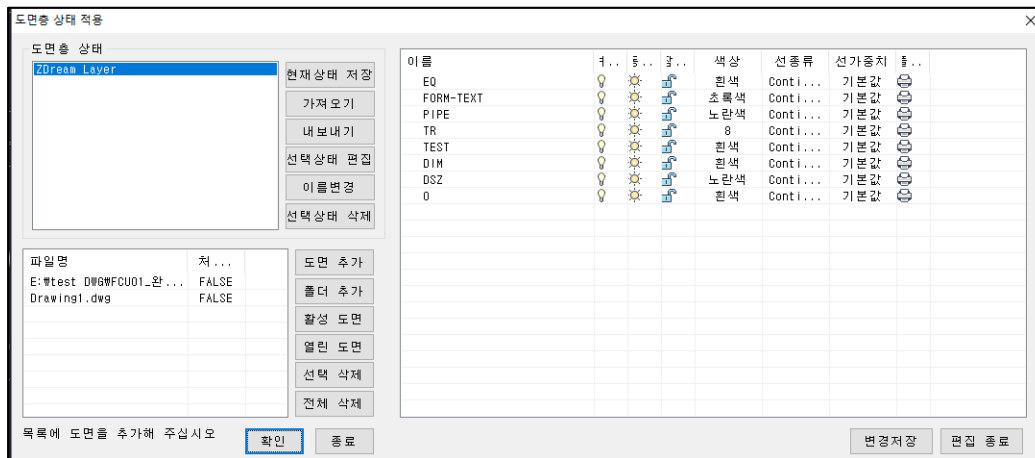 도면층 상태 적용
도면층 상태
ZDream Layer
현재상태 저장
가져오기
내보내기
선택상태 편집
이름변경
선택상태 삭제
파일명 처...
E:₩test DWG₩FCU01_완... FALSE
Drawing1.dwg FALSE
도면 추가
폴더 추가
활성 도면
열린 도면
선택 삭제
전체 삭제
목록에 도면을 추가해 주십시오
확인
종료
이름 색상 선종류 선가중치
EQ 흰색 Conti... 기본값
FORM-TEXT 초록색 Conti... 기본값
PIPE 노란색 Conti... 기본값
TR 8 Conti... 기본값
TEST 흰색 Conti... 기본값
DIM 흰색 Conti... 기본값
DSZ 노란색 Conti... 기본값
0 흰색 Conti... 기본값
변경저장
편집 종료